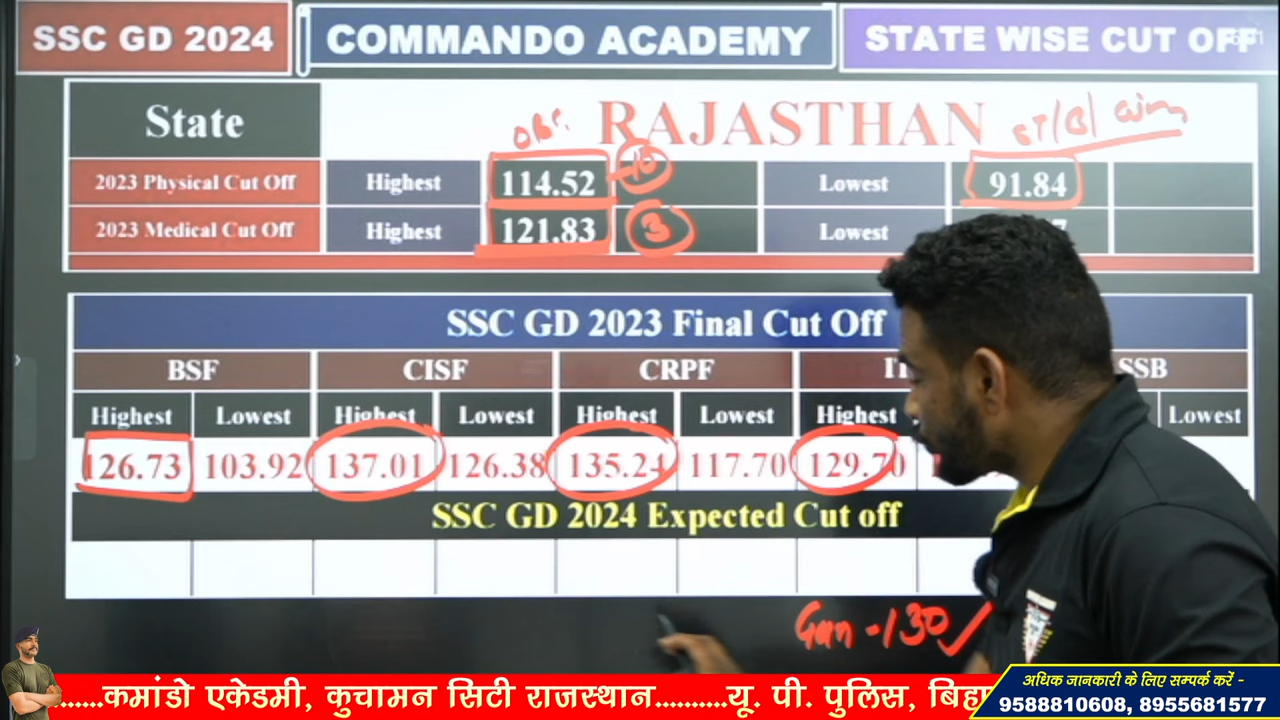 SSC GD 2024 COMMANDO ACADEMY STATE WISE CUT OFF
State RAJASTHAN
2023 Physical Cut Off Highest 114.52 10 Lowest 91.84
2023 Medical Cut Off Highest 121.83 3 Lowest
SSC GD 2023 Final Cut Off
BSF CISF CRPF SSB
Highest Lowest Highest Lowest Highest Lowest Highest Lowest
126.73 103.92 137.01 126.38 135.24 117.70 129.70
SSC GD 2024 Expected Cut off
Gen - 130
......कमांडो एकेडमी, कुचामन सिटी राजस्थान..........यू. पी. पुलिस,
अधिक जानकारी के लिए सम्पर्क करें -
9588810608, 8955681577